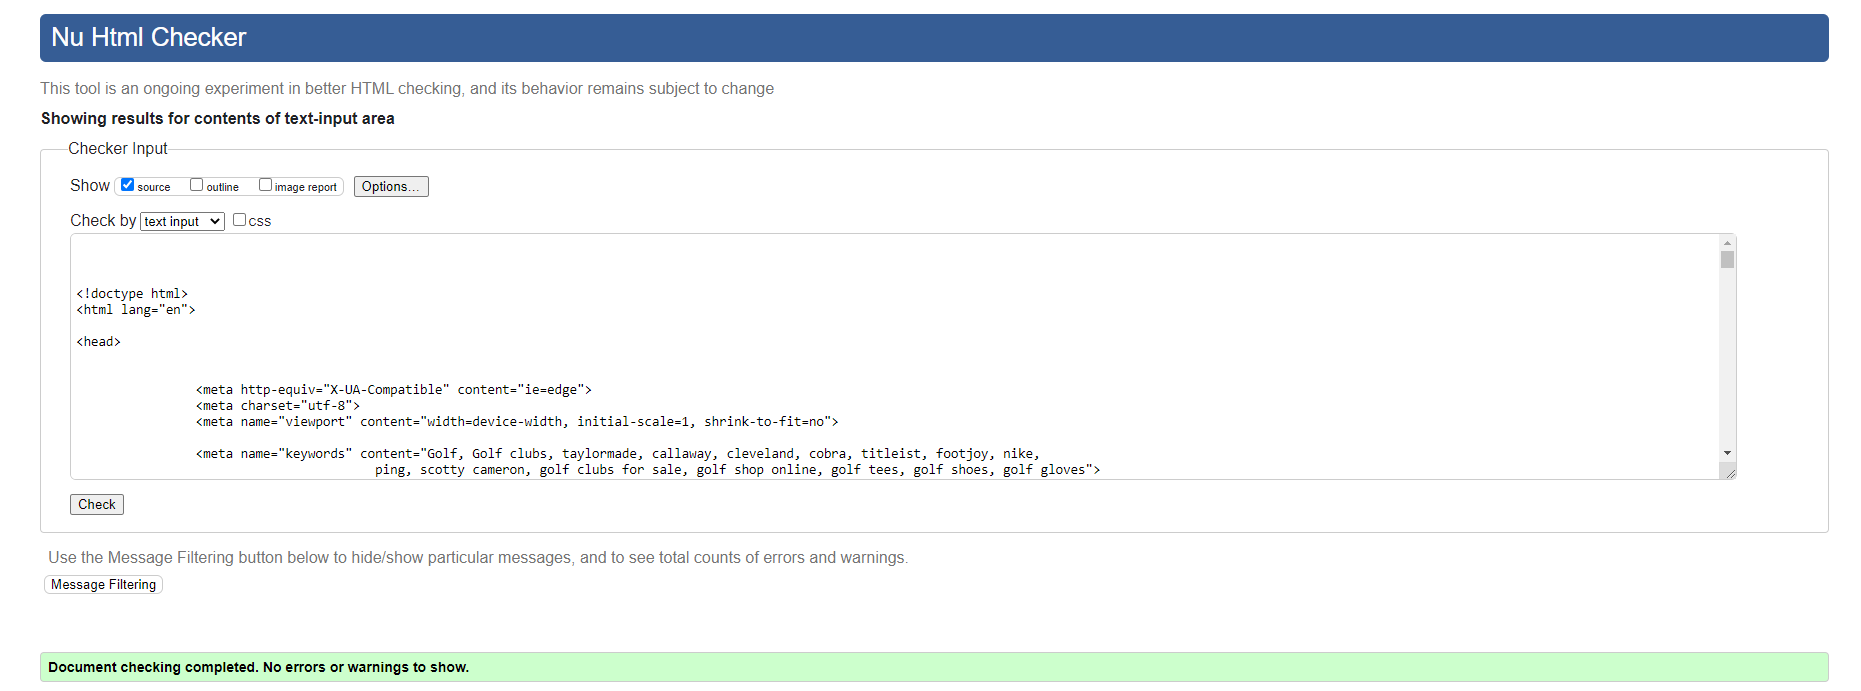 Nu Html Checker
This tool is an ongoing experiment in better HTML checking, and its behavior remains subject to change
Showing results for contents of text-input area
Checker Input
Show source outline image report Options...
Check by text input css
<!doctype html>
<html lang="en">
<head>
<meta http-equiv="X-UA-Compatible" content="ie=edge">
<meta charset="utf-8">
<meta name="viewport" content="width=device-width, initial-scale=1, shrink-to-fit=no">
<meta name="keywords" content="Golf, Golf clubs, taylormade, callaway, cleveland, cobra, titleist, footjoy, nike,
ping, scotty cameron, golf clubs for sale, golf shop online, golf tees, golf shoes, golf gloves">
Check
Use the Message Filtering button below to hide/show particular messages, and to see total counts of errors and warnings.
Message Filtering
Document checking completed. No errors or warnings to show.